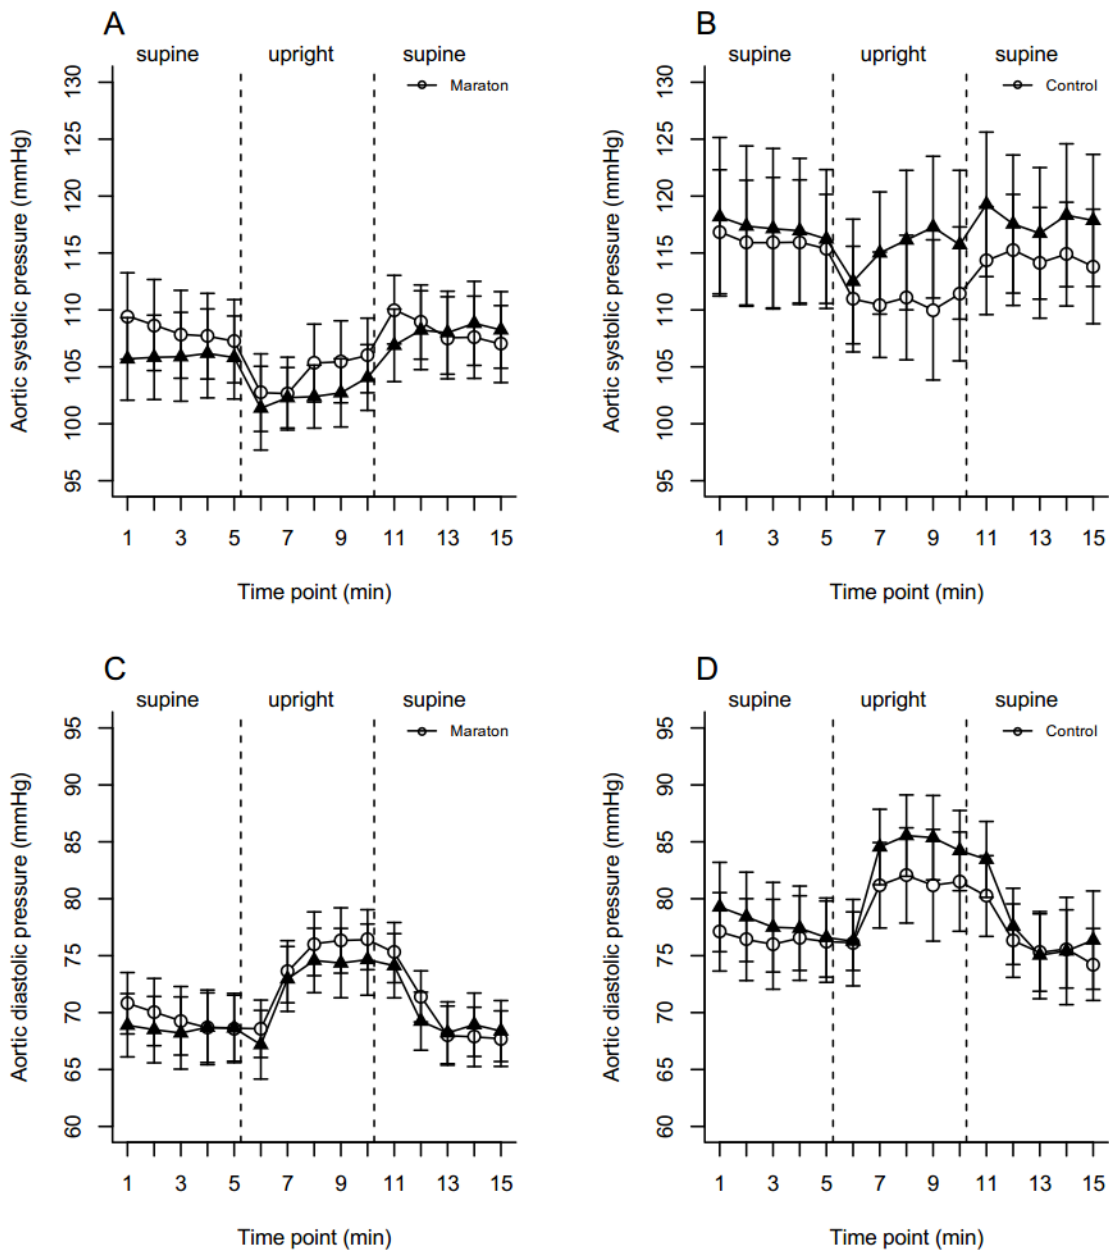 A
supine upright supine
Maraton
Aortic systolic pressure (mmHg)
130
125
120
115
110
105
100
95
1 3 5 7 9 11 13 15
Time point (min)
B
supine upright supine
Control
Aortic systolic pressure (mmHg)
130
125
120
115
110
105
100
95
1 3 5 7 9 11 13 15
Time point (min)
C
supine upright supine
Maraton
Aortic diastolic pressure (mmHg)
95
90
85
80
75
70
65
60
1 3 5 7 9 11 13 15
Time point (min)
D
supine upright supine
Control
Aortic diastolic pressure (mmHg)
95
90
85
80
75
70
65
60
1 3 5 7 9 11 13 15
Time point (min)